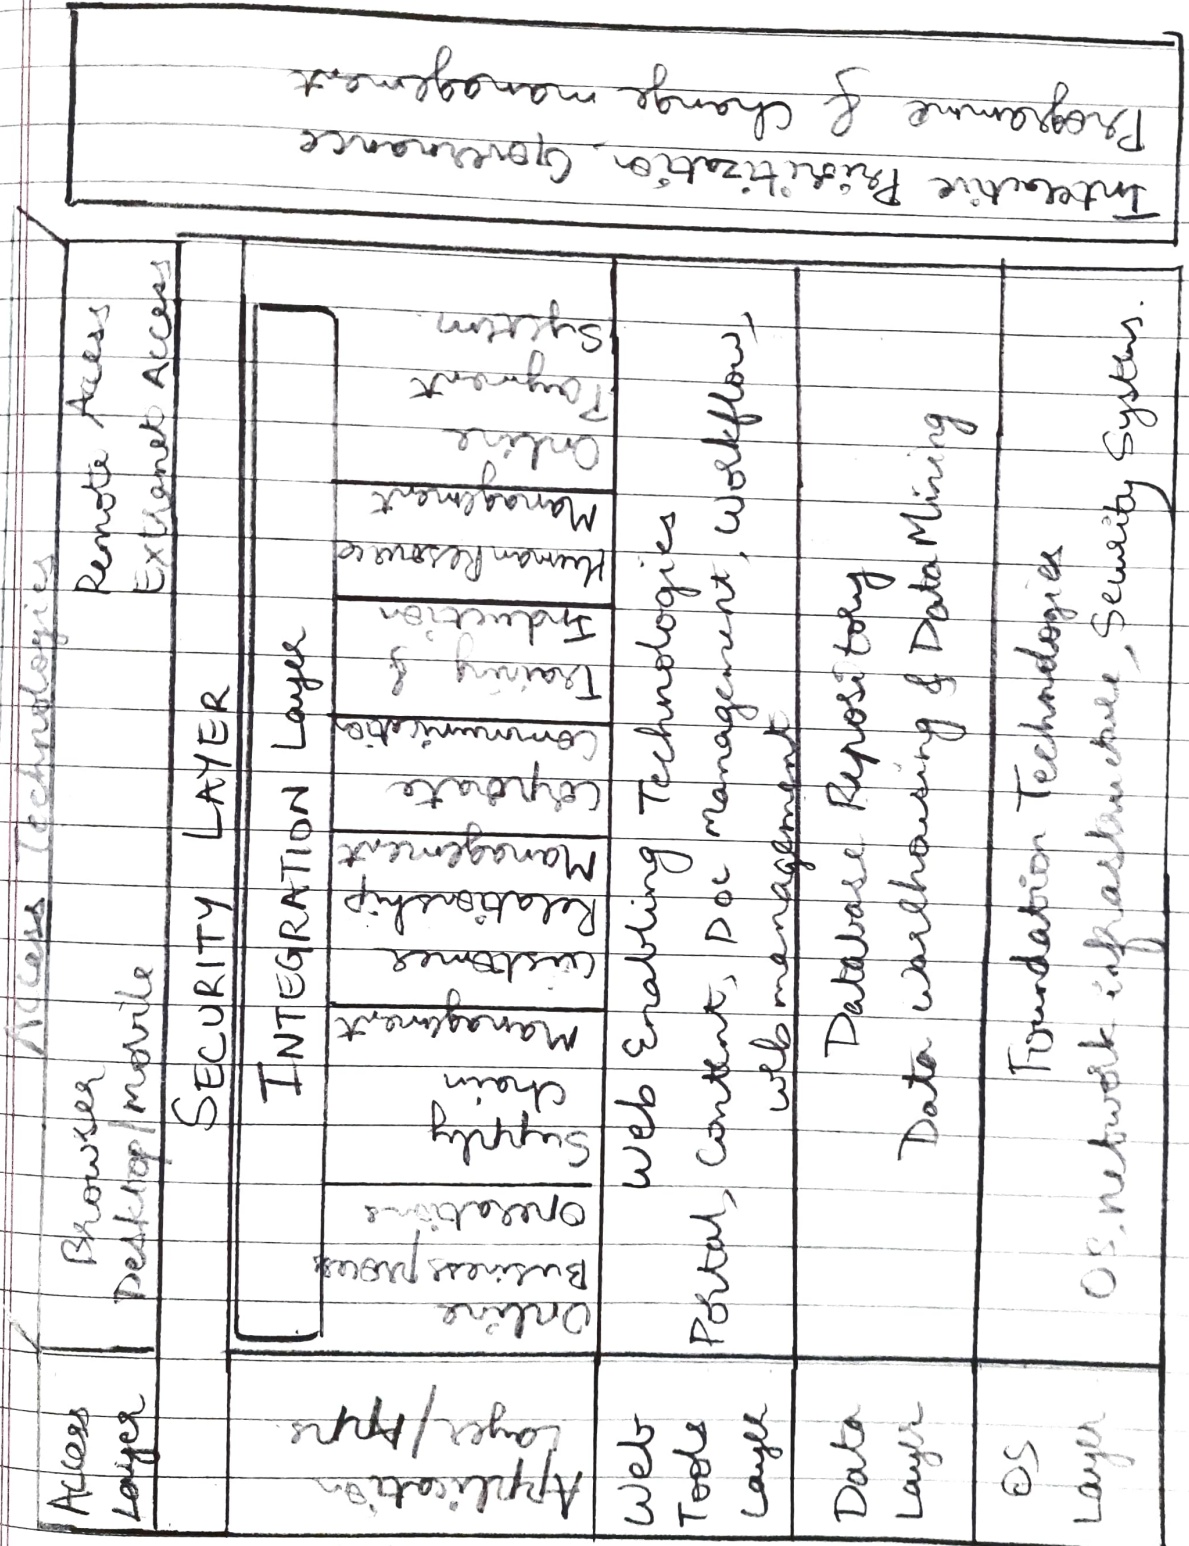 Access Technologies
Access
Layer
Browser
Desktop/mobile
Remote Access
Extranet Access
SECURITY LAYER
INTEGRATION Layer
Application
Layer/Apps
Online
Business process
Operations
Supply
Chain
Management
Customer
Relationship
Management
Corporate
Communication
Training &
Induction
Human Resource
Management
Online
Payment
System
Web
Tools
Layer
Web Enabling Technologies
Portal, Content, Doc management, Workflow,
web management
Data
Layer
Database Repository
Data warehousing & Data Mining
OS
Layer
Foundation Technologies
OS, network infrastructure, Security Systems.
Interactive Prioritization, Governance
Programme & Change management